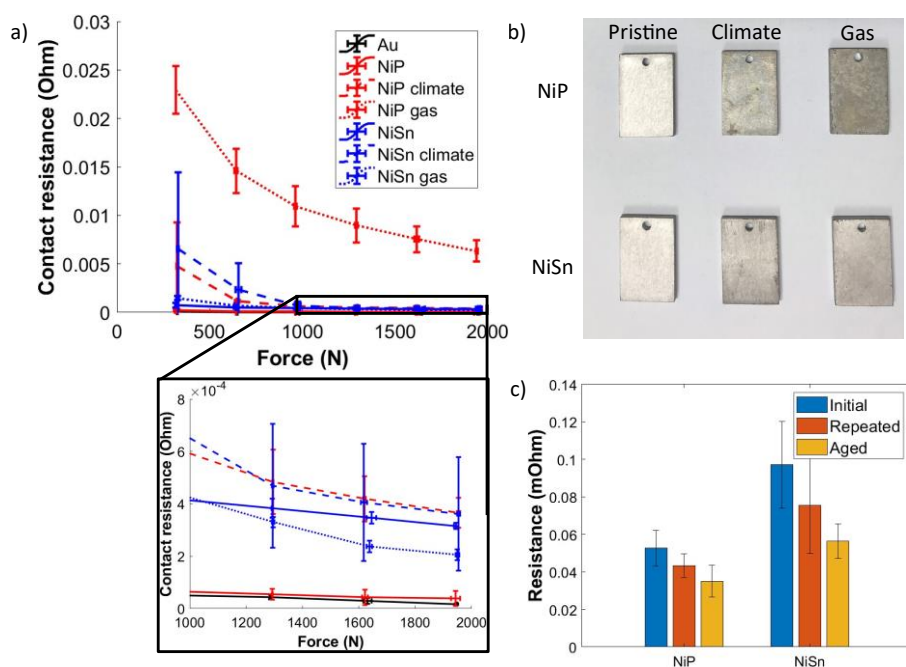 a)
0.03
0.025
0.02
0.015
0.01
0.005
0
Contact resistance (Ohm)
0
500
1000
1500
2000
Force (N)
Au
NiP
NiP climate
NiP gas
NiSn
NiSn climate
NiSn gas
×10⁻⁴
8
6
4
2
0
Contact resistance (Ohm)
1000
1200
1400
1600
1800
2000
Force (N)
b)
Pristine Climate Gas
NiP
NiSn
c)
0.14
0.12
0.1
0.08
0.06
0.04
0.02
0
Resistance (mOhm)
Initial
Repeated
Aged
NiP
NiSn